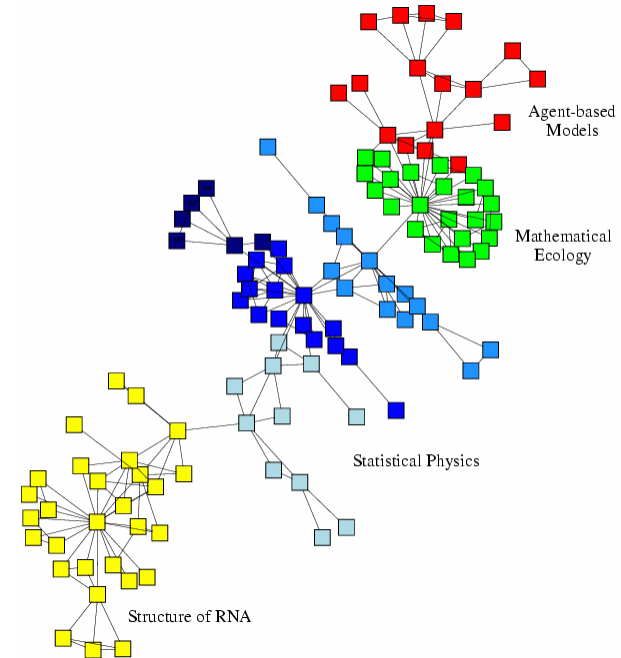 Agent-based
Models
Mathematical
Ecology
Statistical Physics
Structure of RNA